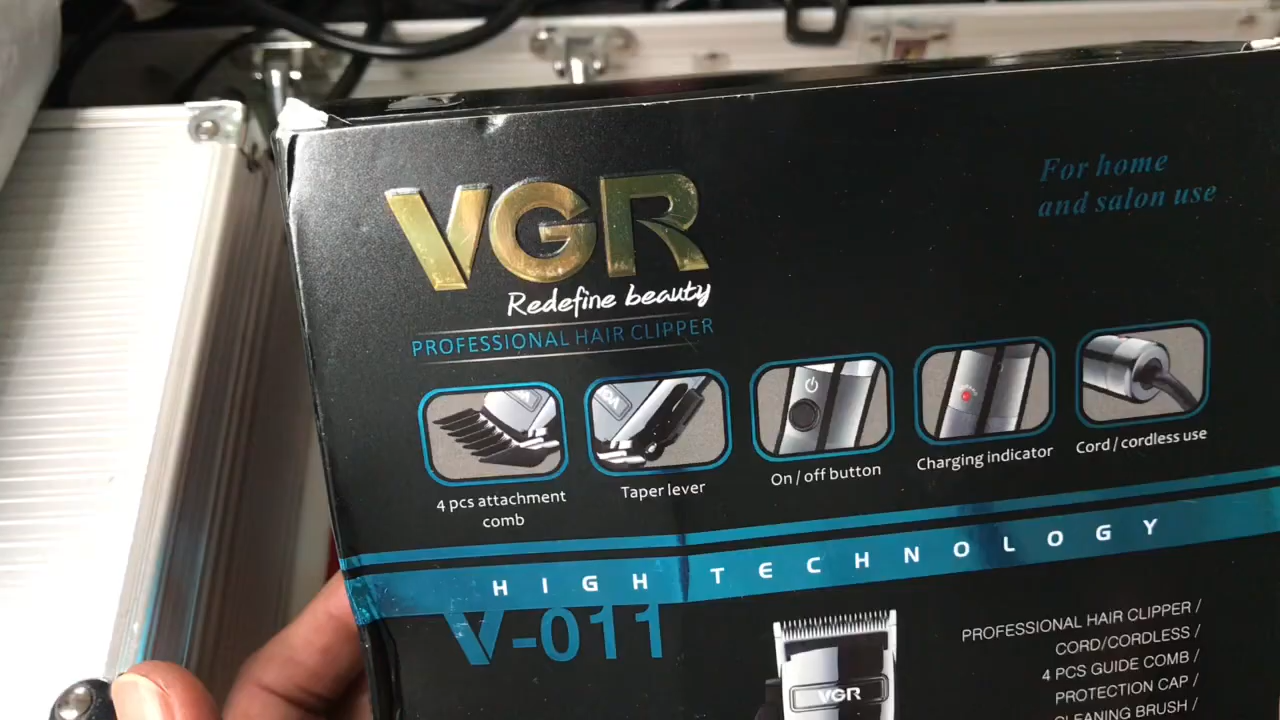 VGR
Redefine beauty
PROFESSIONAL HAIR CLIPPER
For home
and salon use
4 pcs attachment
comb
Taper lever
On / off button
Charging indicator
Cord / cordless use
HIGH TECHNOLOGY
V-011
VGR
PROFESSIONAL HAIR CLIPPER /
CORD/CORDLESS /
4 PCS GUIDE COMB /
PROTECTION CAP /
CLEANING BRUSH /